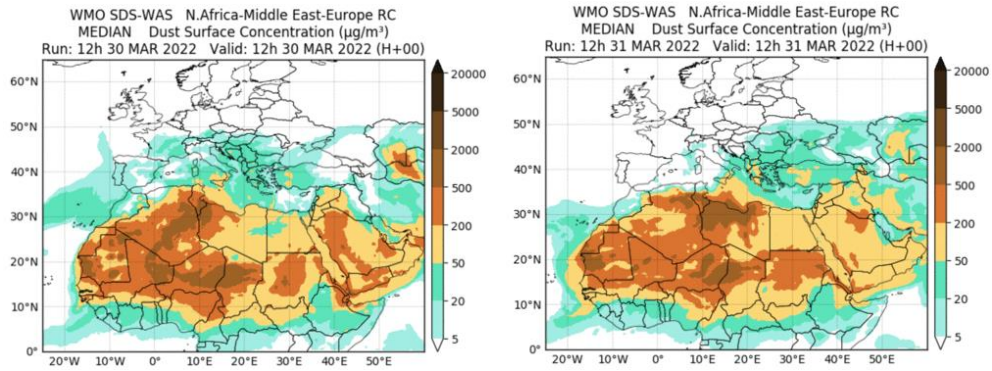 WMO SDS-WAS N.Africa-Middle East-Europe RC
MEDIAN Dust Surface Concentration (µg/m³)
Run: 12h 30 MAR 2022 Valid: 12h 30 MAR 2022 (H+00)
60°N
50°N
40°N
30°N
20°N
10°N
0°
20°W 10°W 0° 10°E 20°E 30°E 40°E 50°E
20000
5000
2000
500
200
50
20
5
WMO SDS-WAS N.Africa-Middle East-Europe RC
MEDIAN Dust Surface Concentration (µg/m³)
Run: 12h 31 MAR 2022 Valid: 12h 31 MAR 2022 (H+00)
60°N
50°N
40°N
30°N
20°N
10°N
0°
20°W 10°W 0° 10°E 20°E 30°E 40°E 50°E
20000
5000
2000
500
200
50
20
5